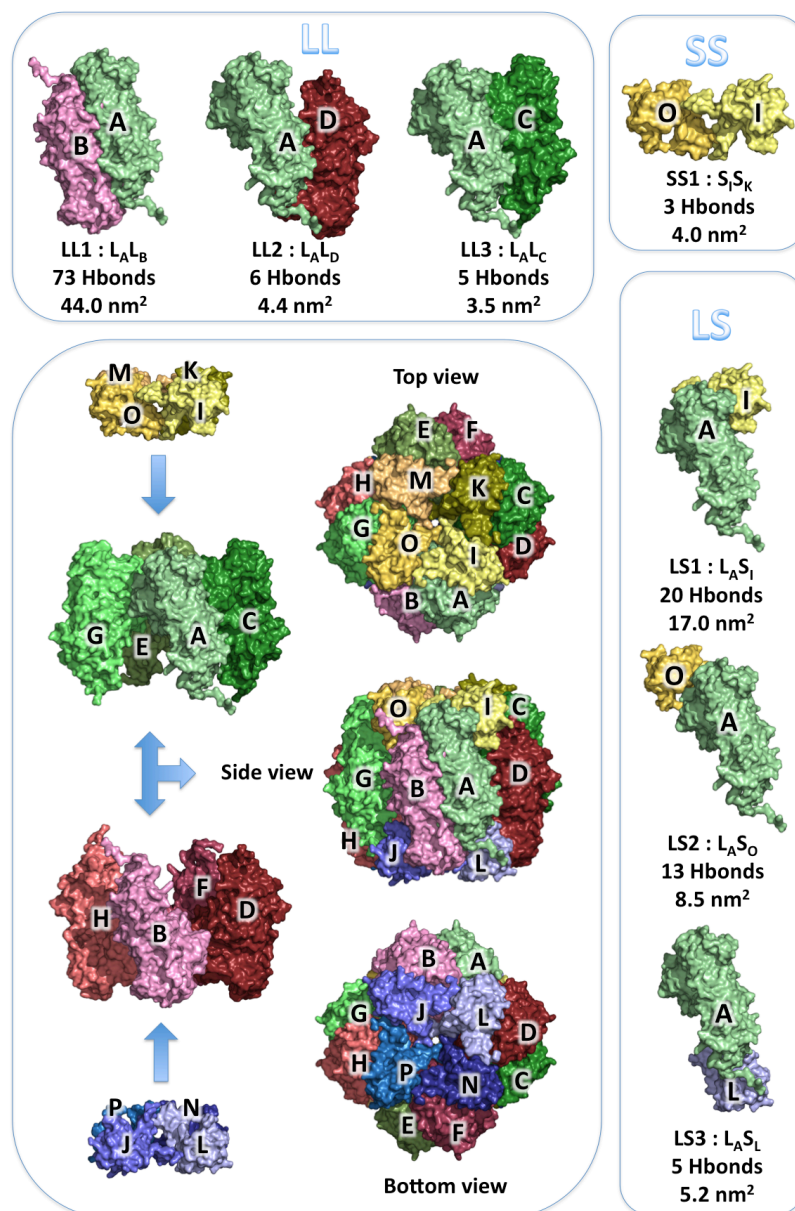 LL
B
A
A
D
A
C
LL1 : LALB
73 Hbonds
44.0 nm2
LL2 : LALD
6 Hbonds
4.4 nm2
LL3 : LALC
5 Hbonds
3.5 nm2
SS
O
I
SS1 : SISK
3 Hbonds
4.0 nm2
LS
A
I
LS1 : LASI
20 Hbonds
17.0 nm2
O
A
LS2 : LASO
13 Hbonds
8.5 nm2
A
L
LS3 : LASL
5 Hbonds
5.2 nm2
M
K
O
I
G
E
A
C
H
B
F
D
P
N
J
L
Top view
E
F
H
M
K
C
G
O
I
D
B
A
Side view
O
I
C
G
B
A
D
H
J
L
B
A
G
J
L
D
H
P
N
C
E
F
Bottom view